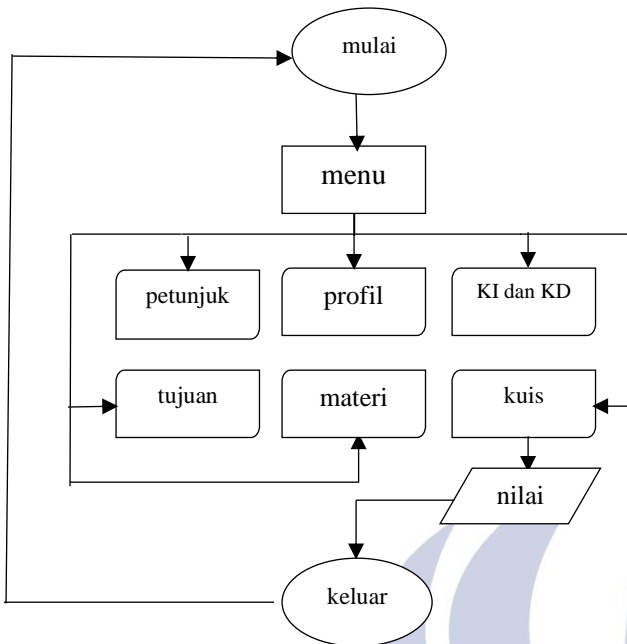 mulai
menu
petunjuk
profil
KI dan KD
tujuan
materi
kuis
nilai
keluar